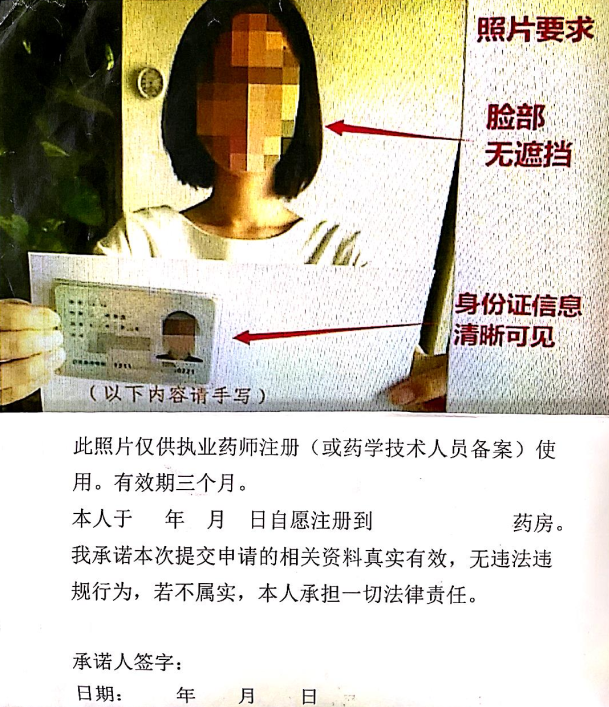 照片要求
脸部
无遮挡
身份证信息
清晰可见
（以下内容请手写）
此照片仅供执业药师注册（或药学技术人员备案）使
用。有效期三个月。
本人于 年 月 日自愿注册到 药房。
我承诺本次提交申请的相关资料真实有效，无违法违
规行为，若不属实，本人承担一切法律责任。
承诺人签字：
日期： 年 月 日